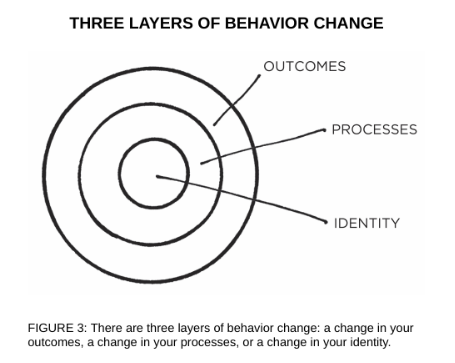 THREE LAYERS OF BEHAVIOR CHANGE
OUTCOMES
PROCESSES
IDENTITY
FIGURE 3: There are three layers of behavior change: a change in your
outcomes, a change in your processes, or a change in your identity.